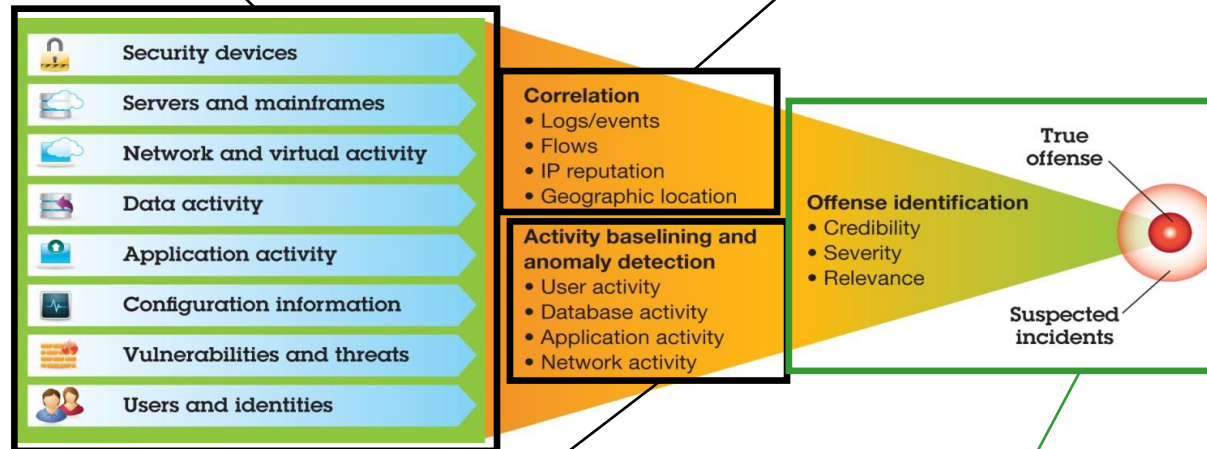 Security devices
Servers and mainframes
Network and virtual activity
Data activity
Application activity
Configuration information
Vulnerabilities and threats
Users and identities
Correlation
• Logs/events
• Flows
• IP reputation
• Geographic location
Activity baselining and
anomaly detection
• User activity
• Database activity
• Application activity
• Network activity
Offense identification
• Credibility
• Severity
• Relevance
True
offense
Suspected
incidents